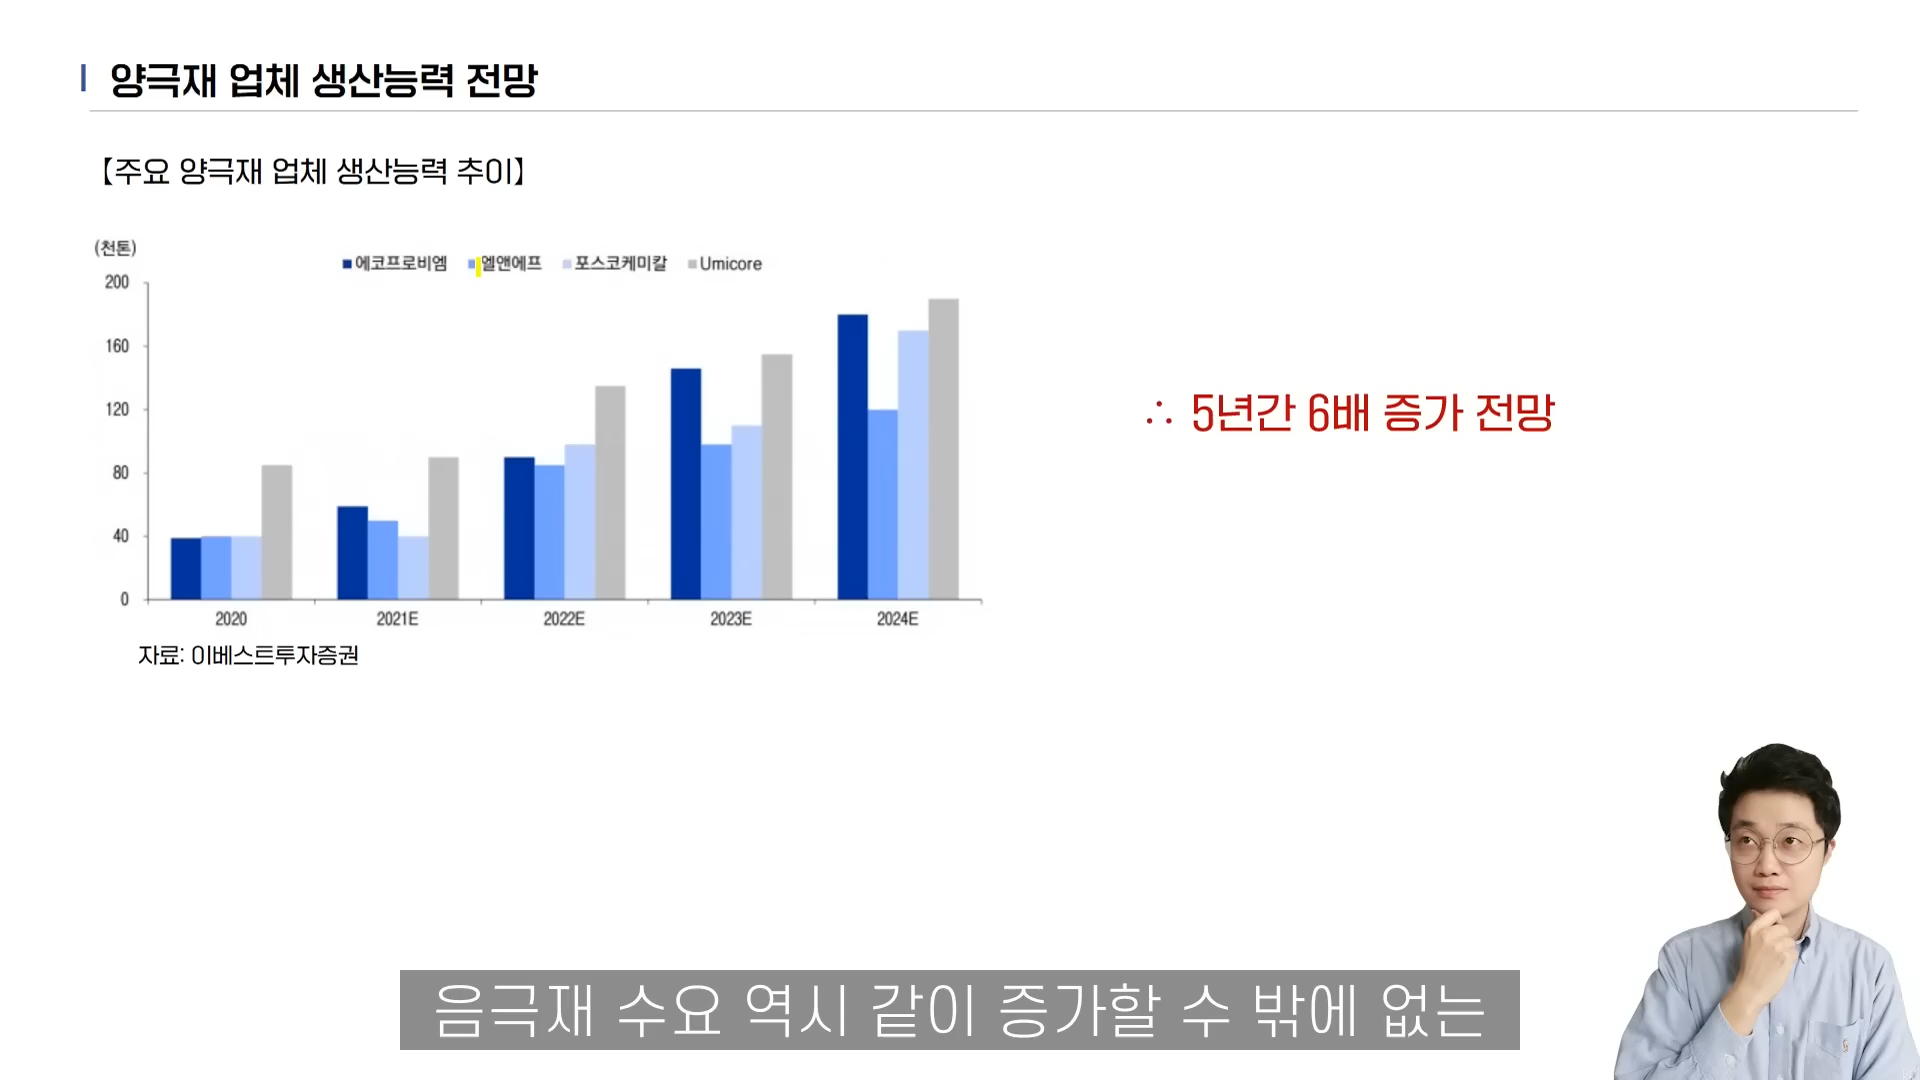 양극재 업체 생산능력 전망
【주요 양극재 업체 생산능력 추이】
(천톤)
에코프로비엠 엘앤에프 포스코케미칼 Umicore
200
160
120
80
40
0
2020 2021E 2022E 2023E 2024E
자료: 이베스트투자증권
∴ 5년간 6배 증가 전망
음극재 수요 역시 같이 증가할 수 밖에 없는